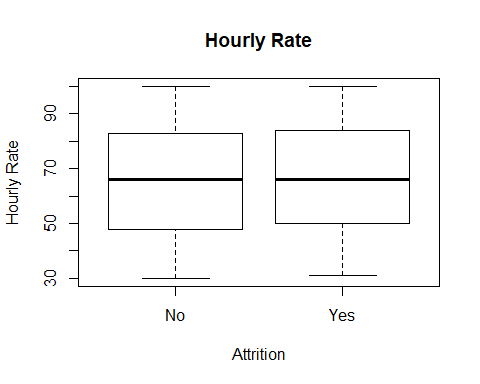 Hourly Rate
Hourly Rate
90
70
50
30
No Yes
Attrition